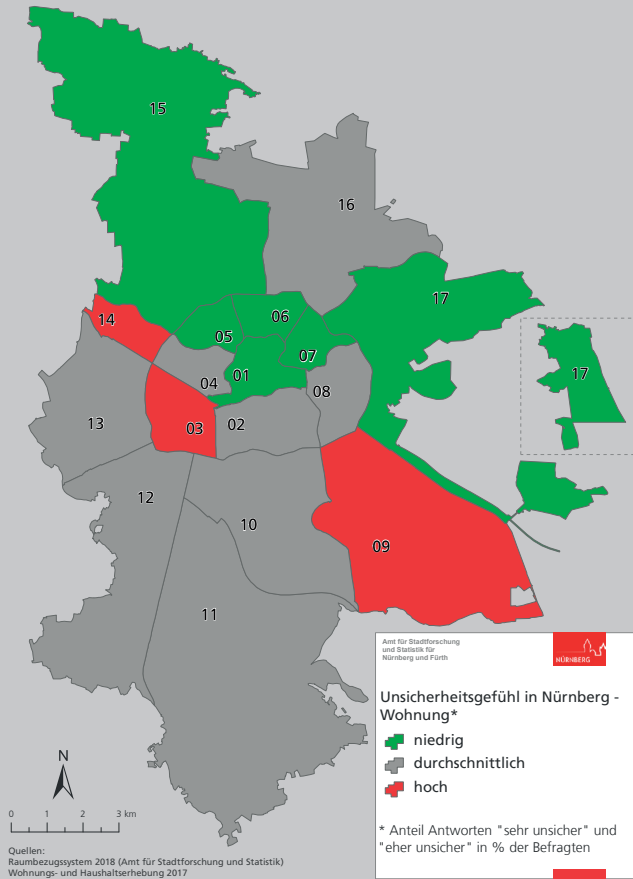 15
16
17
14
06
05
07
17
01
04
08
13
03
02
12
10
09
11
Amt für Stadtforschung
und Statistik für
Nürnberg und Fürth
NÜRNBERG
Unsicherheitsgefühl in Nürnberg -
Wohnung*
niedrig
durchschnittlich
hoch
* Anteil Antworten "sehr unsicher" und
"eher unsicher" in % der Befragten
N
0 1 2 3 km
Quellen:
Raumbezugssystem 2018 (Amt für Stadtforschung und Statistik)
Wohnungs- und Haushaltserhebung 2017